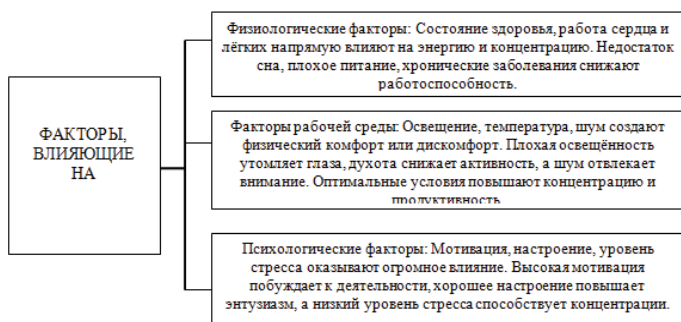 ФАКТОРЫ,
ВЛИЯЮЩИЕ
НА
Физиологические факторы: Состояние здоровья, работа сердца и
лёгких напрямую влияют на энергию и концентрацию. Недостаток
сна, плохое питание, хронические заболевания снижают
работоспособность.
Факторы рабочей среды: Освещение, температура, шум создают
физический комфорт или дискомфорт. Плохая освещённость
утомляет глаза, духота снижает активность, а шум отвлекает
внимание. Оптимальные условия повышают концентрацию и
продуктивность
Психологические факторы: Мотивация, настроение, уровень
стресса оказывают огромное влияние. Высокая мотивация
побуждает к деятельности, хорошее настроение повышает
энтузиазм, а низкий уровень стресса способствует концентрации.